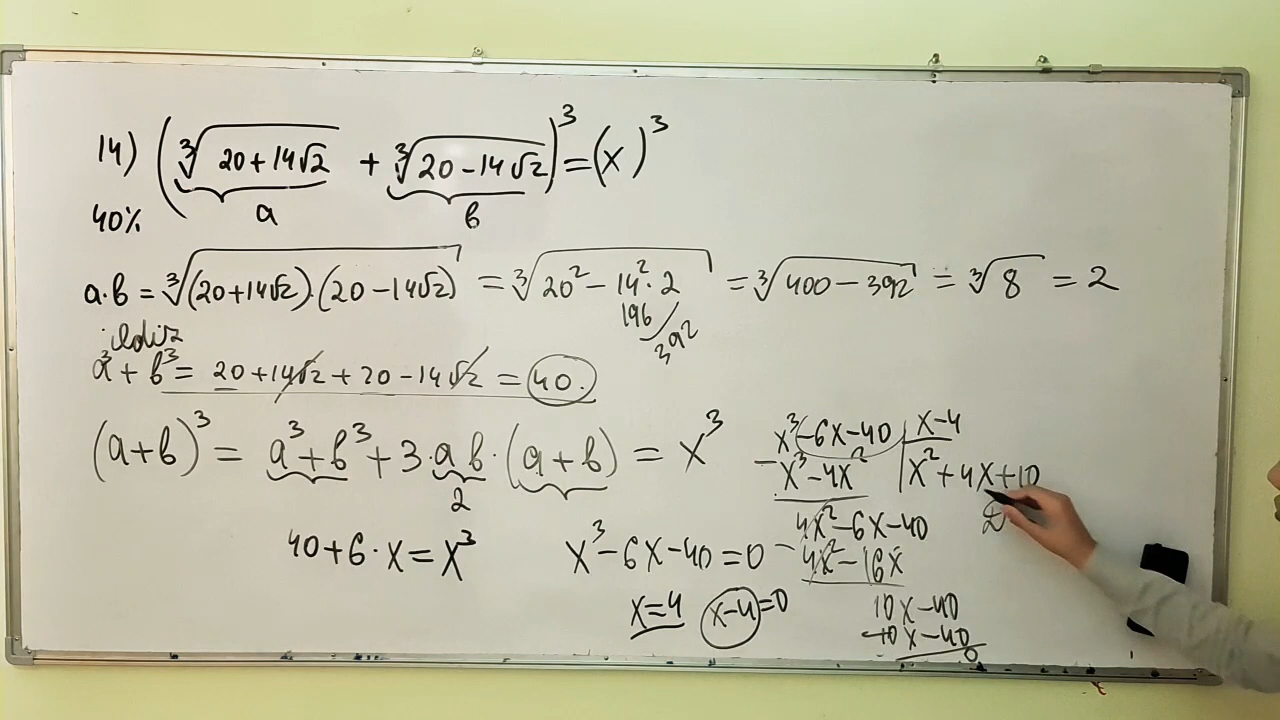 14) (∛(20+14√2) + ∛(20-14√2))³ = (x)³
a b
40%
a·b = ∛((20+14√2)·(20-14√2)) = ∛(20²-14²·2) = ∛(400-392) = ∛8 = 2
196
392
ildiz
a³+b³ = 20+14√2+20-14√2 = 40.
(a+b)³ = a³+b³+3·ab·(a+b) = x³
2
40+6·x=x³
x³-6x-40=0
x=4 x-4=0
x³-6x-40 x-4
-x³-4x² x²+4x+10
4x²-6x-40
-4x²-16x
10x-40
-10x-40
0